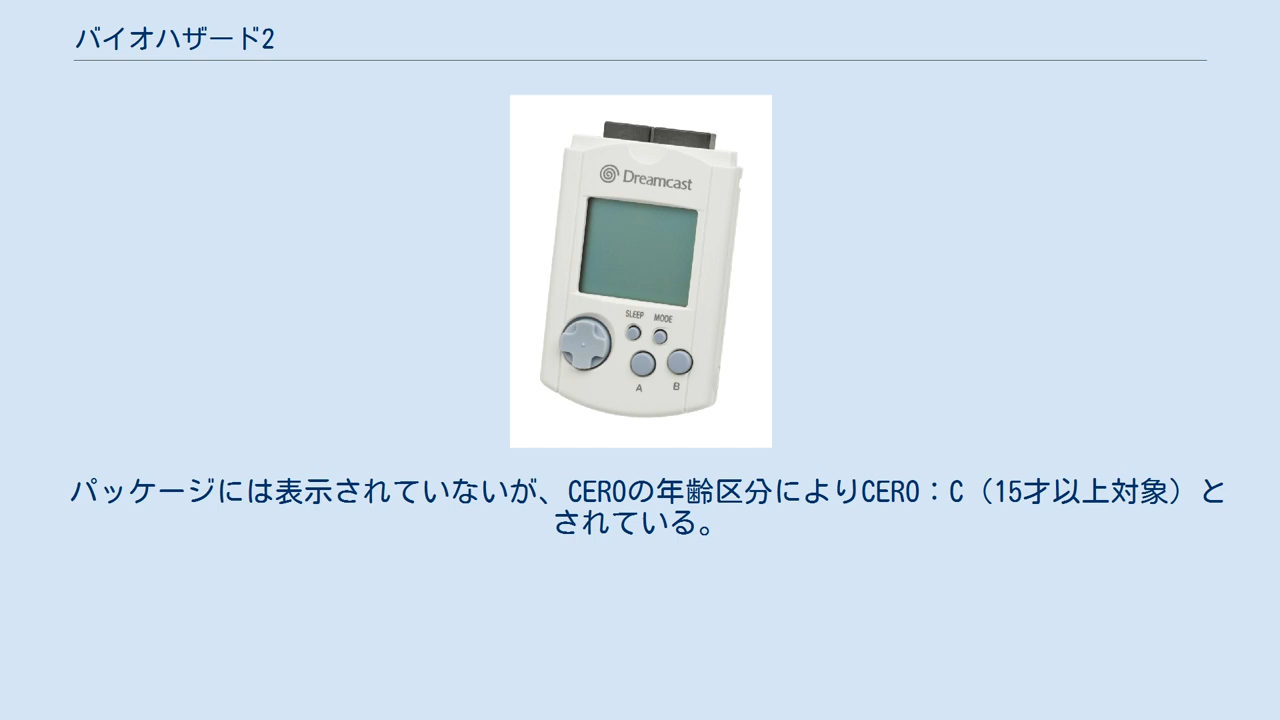 バイオハザード2
Dreamcast
SLEEP MODE
A B
パッケージには表示されていないが、CEROの年齢区分によりCERO：C（15才以上対象）と
されている。